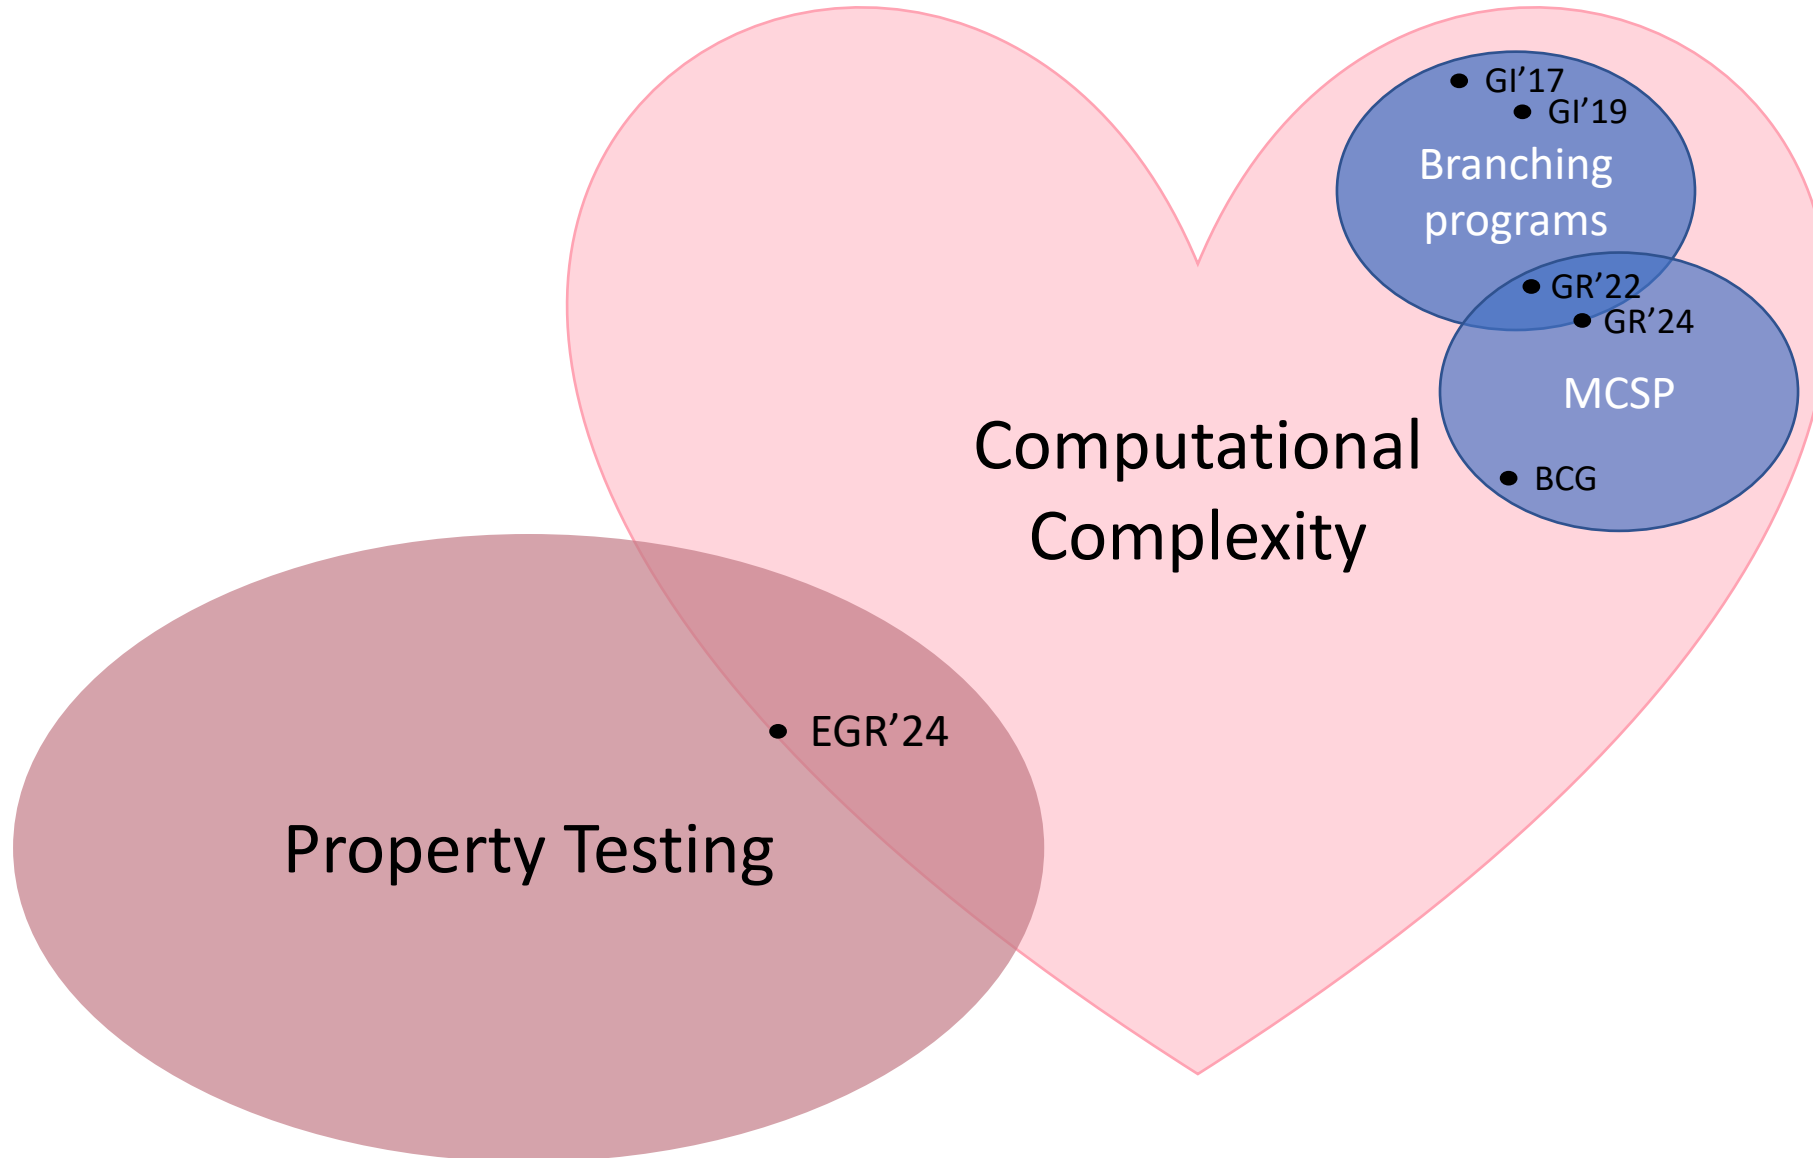 GI’17
GI’19
Branching
programs
GR’22
GR’24
MCSP
BCG
Computational
Complexity
EGR’24
Property Testing